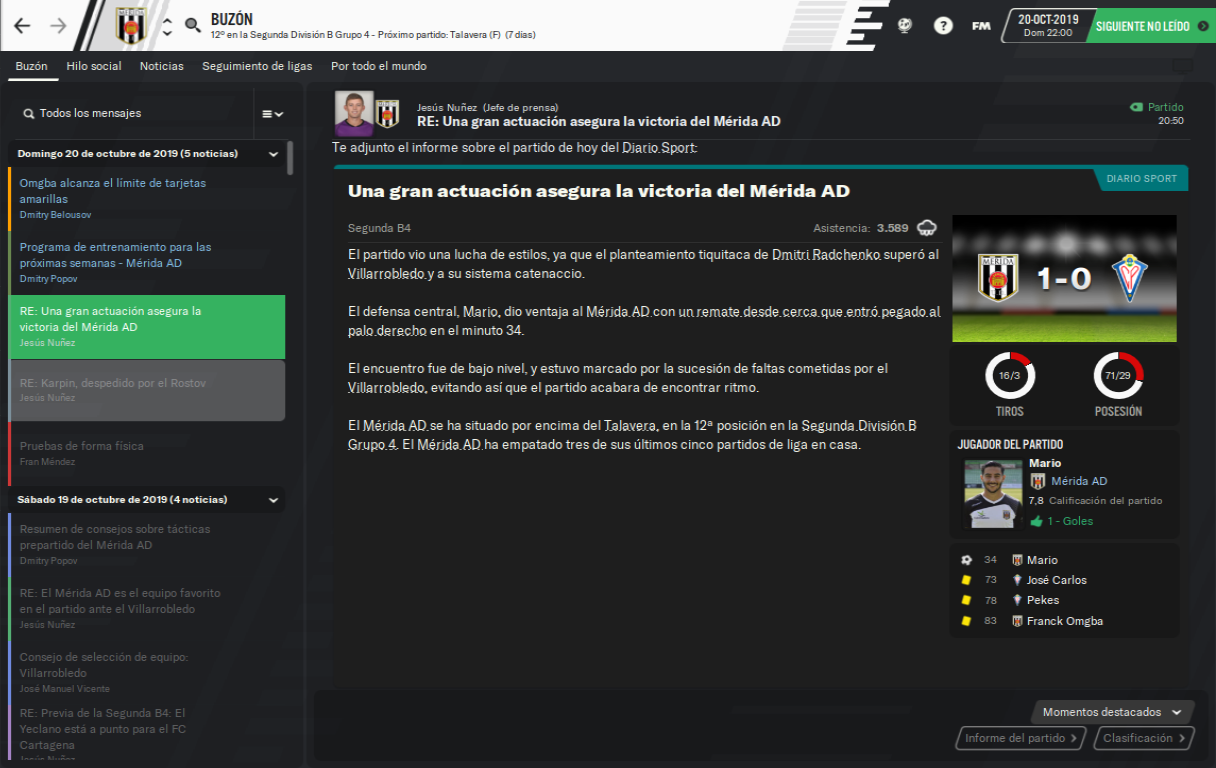 BUZÓN
12º en la Segunda División B Grupo 4 - Próximo partido: Talavera (F) (7 días)
?
FM
20-OCT-2019
Dom 22:00
SIGUIENTE NO LEÍDO
Buzón
Hilo social
Noticias
Seguimiento de ligas
Por todo el mundo
Todos los mensajes
Domingo 20 de octubre de 2019 (5 noticias)
Omgba alcanza el límite de tarjetas
amarillas
Dmitry Belousov
Programa de entrenamiento para las
próximas semanas - Mérida AD
Dmitry Popov
RE: Una gran actuación asegura la
victoria del Mérida AD
Jesús Nuñez
RE: Karpin, despedido por el Rostov
Jesús Nuñez
Pruebas de forma física
Fran Méndez
Sábado 19 de octubre de 2019 (4 noticias)
Resumen de consejos sobre tácticas
prepartido del Mérida AD
Dmitry Popov
RE: El Mérida AD es el equipo favorito
en el partido ante el Villarrobledo
Jesús Nuñez
Consejo de selección de equipo:
Villarrobledo
José Manuel Vicente
RE: Previa de la Segunda B4: El
Yeclano está a punto para el FC
Cartagena
Jesús Nuñez
Jesús Nuñez (Jefe de prensa)
RE: Una gran actuación asegura la victoria del Mérida AD
Partido
20:50
Te adjunto el informe sobre el partido de hoy del Diario Sport:
DIARIO SPORT
Una gran actuación asegura la victoria del Mérida AD
Segunda B4
Asistencia: 3.589
El partido vio una lucha de estilos, ya que el planteamiento tiquitaca de Dmitri Radchenko superó al
Villarrobledo y a su sistema catenaccio.
El defensa central, Mario, dio ventaja al Mérida AD con un remate desde cerca que entró pegado al
palo derecho en el minuto 34.
El encuentro fue de bajo nivel, y estuvo marcado por la sucesión de faltas cometidas por el
Villarrobledo, evitando así que el partido acabara de encontrar ritmo.
El Mérida AD se ha situado por encima del Talavera, en la 12ª posición en la Segunda División B
Grupo 4. El Mérida AD ha empatado tres de sus últimos cinco partidos de liga en casa.
MÉRIDA
1-0
16/3
71/29
TIROS
POSESIÓN
JUGADOR DEL PARTIDO
Mario
Mérida AD
7,8 Calificación del partido
1 - Goles
34 Mario
73 José Carlos
78 Pekes
83 Franck Omgba
Momentos destacados
Informe del partido
Clasificación